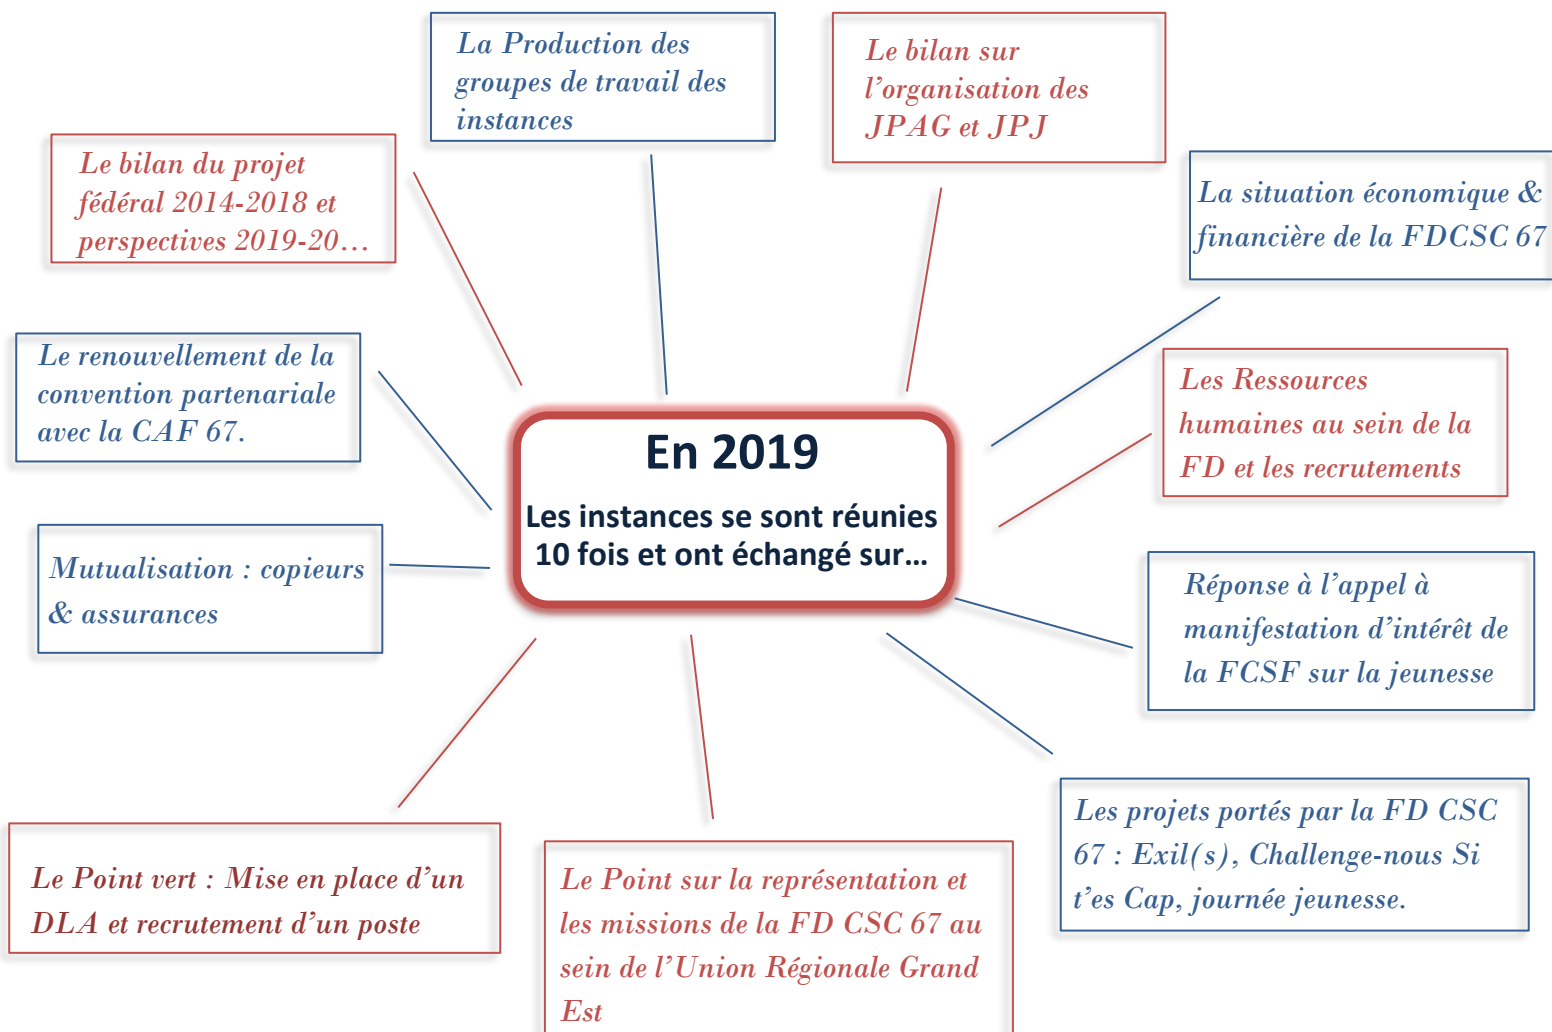 La Production des
groupes de travail des
instances
Le bilan sur
l’organisation des
JPAG et JPJ
Le bilan du projet
fédéral 2014-2018 et
perspectives 2019-20…
La situation économique &
financière de la FDCSC 67
Le renouvellement de la
convention partenariale
avec la CAF 67.
Les Ressources
humaines au sein de la
FD et les recrutements
En 2019
Les instances se sont réunies
10 fois et ont échangé sur…
Mutualisation : copieurs
& assurances
Réponse à l’appel à
manifestation d’intérêt de
la FCSF sur la jeunesse
Les projets portés par la FD CSC
67 : Exil(s), Challenge-nous Si
t’es Cap, journée jeunesse.
Le Point vert : Mise en place d’un
DLA et recrutement d’un poste
Le Point sur la représentation et
les missions de la FD CSC 67 au
sein de l’Union Régionale Grand
Est